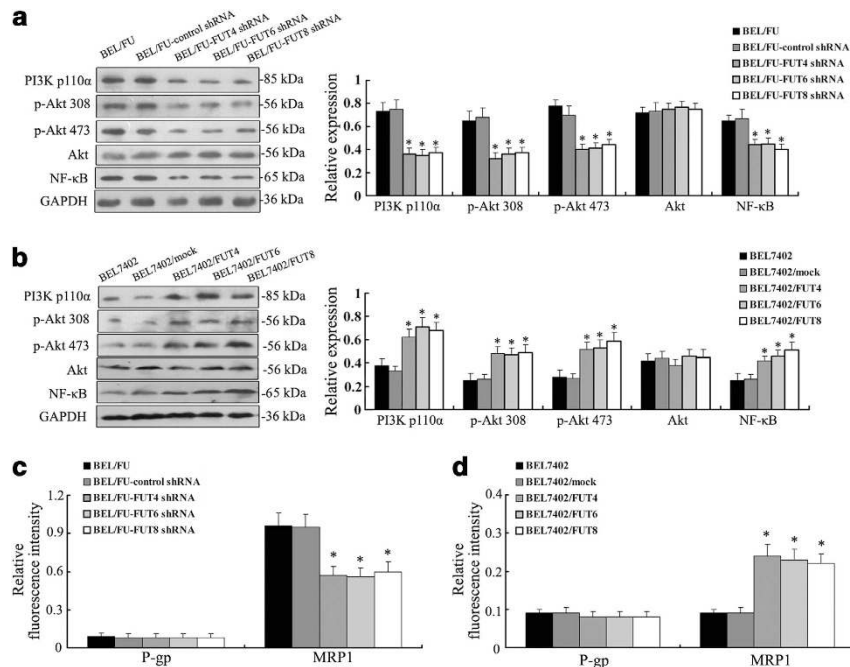 a
BEL/FU
BEL/FU-control shRNA
BEL/FU-FUT4 shRNA
BEL/FU-FUT6 shRNA
BEL/FU-FUT8 shRNA
PI3K p110α -85 kDa
p-Akt 308 -56 kDa
p-Akt 473 -56 kDa
Akt -56 kDa
NF-κB -65 kDa
GAPDH -36 kDa
BEL/FU
BEL/FU-control shRNA
BEL/FU-FUT4 shRNA
BEL/FU-FUT6 shRNA
BEL/FU-FUT8 shRNA
Relative expression
1
0.8
0.6
0.4
0.2
0
* * * * * * * * * * * *
PI3K p110α p-Akt 308 p-Akt 473 Akt NF-κB
b
BEL7402
BEL7402/mock
BEL7402/FUT4
BEL7402/FUT6
BEL7402/FUT8
PI3K p110α -85 kDa
p-Akt 308 -56 kDa
p-Akt 473 -56 kDa
Akt -56 kDa
NF-κB -65 kDa
GAPDH -36 kDa
BEL7402
BEL7402/mock
BEL7402/FUT4
BEL7402/FUT6
BEL7402/FUT8
Relative expression
1
0.8
0.6
0.4
0.2
0
* * * * * * * * * * * *
PI3K p110α p-Akt 308 p-Akt 473 Akt NF-κB
c
BEL/FU
BEL/FU-control shRNA
BEL/FU-FUT4 shRNA
BEL/FU-FUT6 shRNA
BEL/FU-FUT8 shRNA
Relative
fluorescence intensity
1.2
0.9
0.6
0.3
0
* * *
P-gp MRP1
d
BEL7402
BEL7402/mock
BEL7402/FUT4
BEL7402/FUT6
BEL7402/FUT8
Relative
fluorescence intensity
0.4
0.3
0.2
0.1
0
* * *
P-gp MRP1